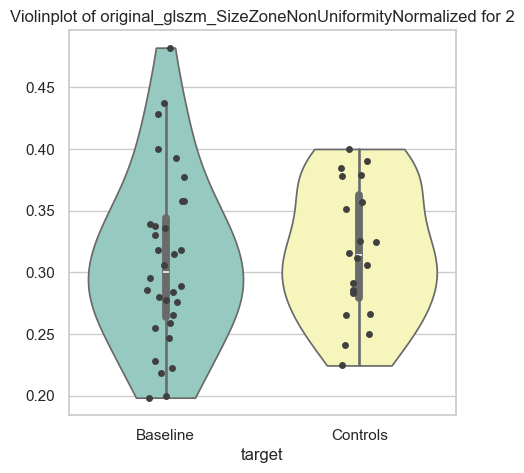 Violinplot of original_glszm_SizeZoneNonUniformityNormalized for 2
0.45
0.40
0.35
0.30
0.25
0.20
Baseline Controls
target